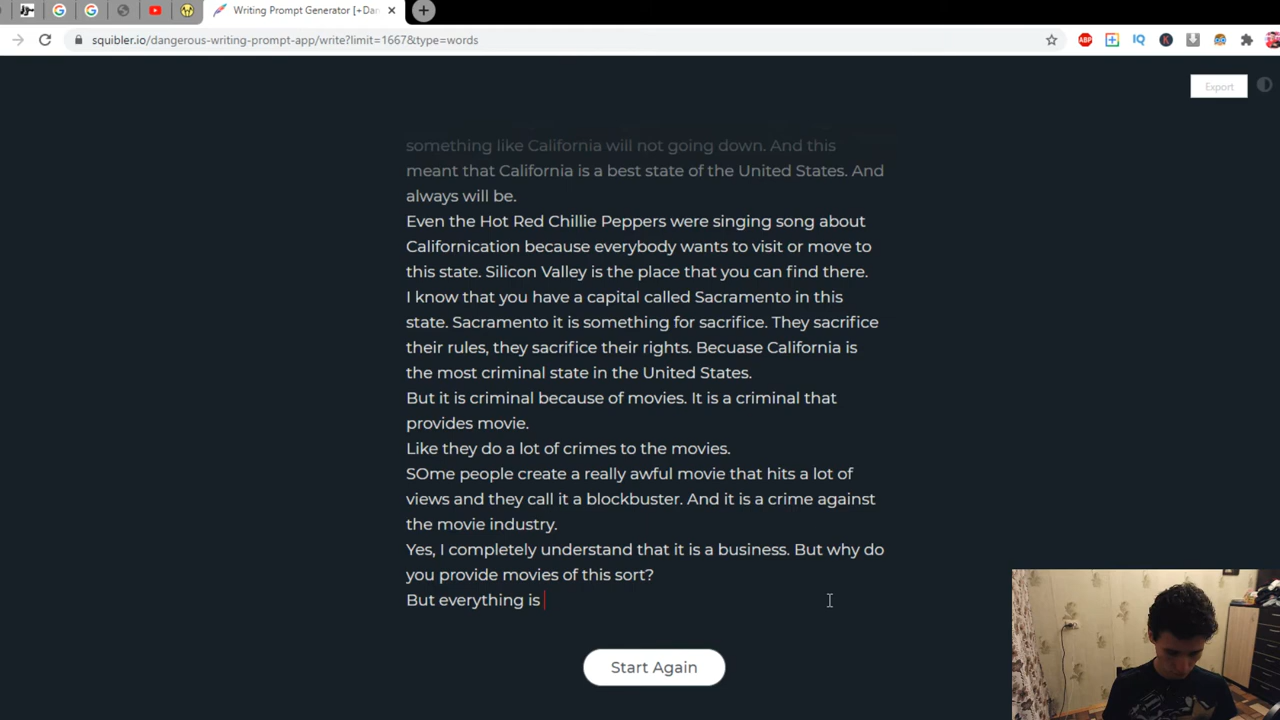 Writing Prompt Generator [+Dan
squibler.io/dangerous-writing-prompt-app/write?limit=1667&type=words
ABP
IQ
K
Export
something like California will not going down. And this
meant that California is a best state of the United States. And
always will be.
Even the Hot Red Chillie Peppers were singing song about
Californication because everybody wants to visit or move to
this state. Silicon Valley is the place that you can find there.
I know that you have a capital called Sacramento in this
state. Sacramento it is something for sacrifice. They sacrifice
their rules, they sacrifice their rights. Becuase California is
the most criminal state in the United States.
But it is criminal because of movies. It is a criminal that
provides movie.
Like they do a lot of crimes to the movies.
SOme people create a really awful movie that hits a lot of
views and they call it a blockbuster. And it is a crime against
the movie industry.
Yes, I completely understand that it is a business. But why do
you provide movies of this sort?
But everything is
Start Again